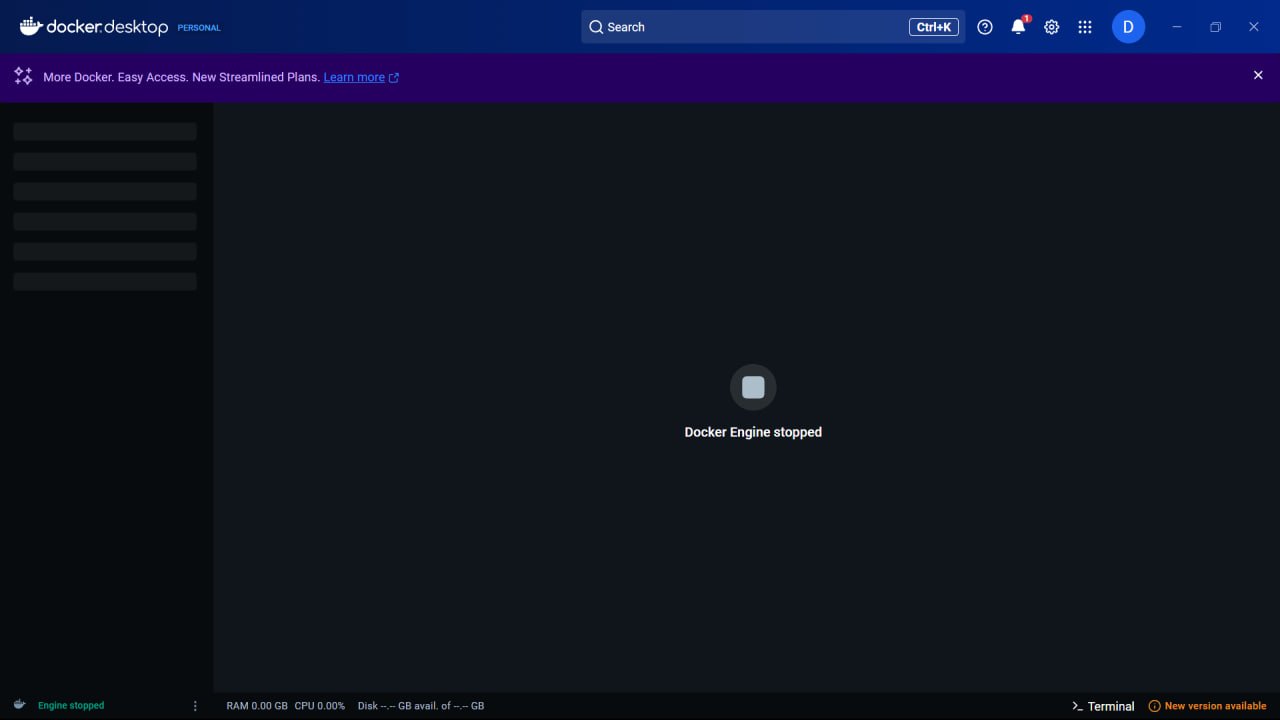 docker.desktop PERSONAL
Search
Ctrl+K
1
D
More Docker. Easy Access. New Streamlined Plans. Learn more
Docker Engine stopped
Engine stopped
RAM 0.00 GB CPU 0.00% Disk --.-- GB avail. of --.-- GB
>_ Terminal
New version available